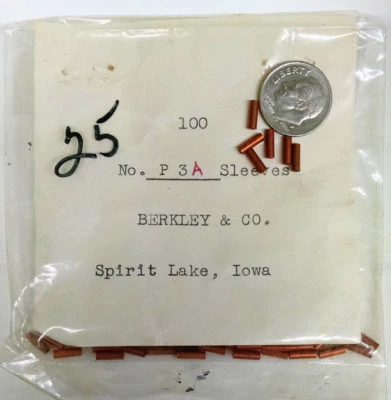 LIBERTY
25
100
No. P 3A Sleeves
BERKLEY & CO.
Spirit Lake, Iowa